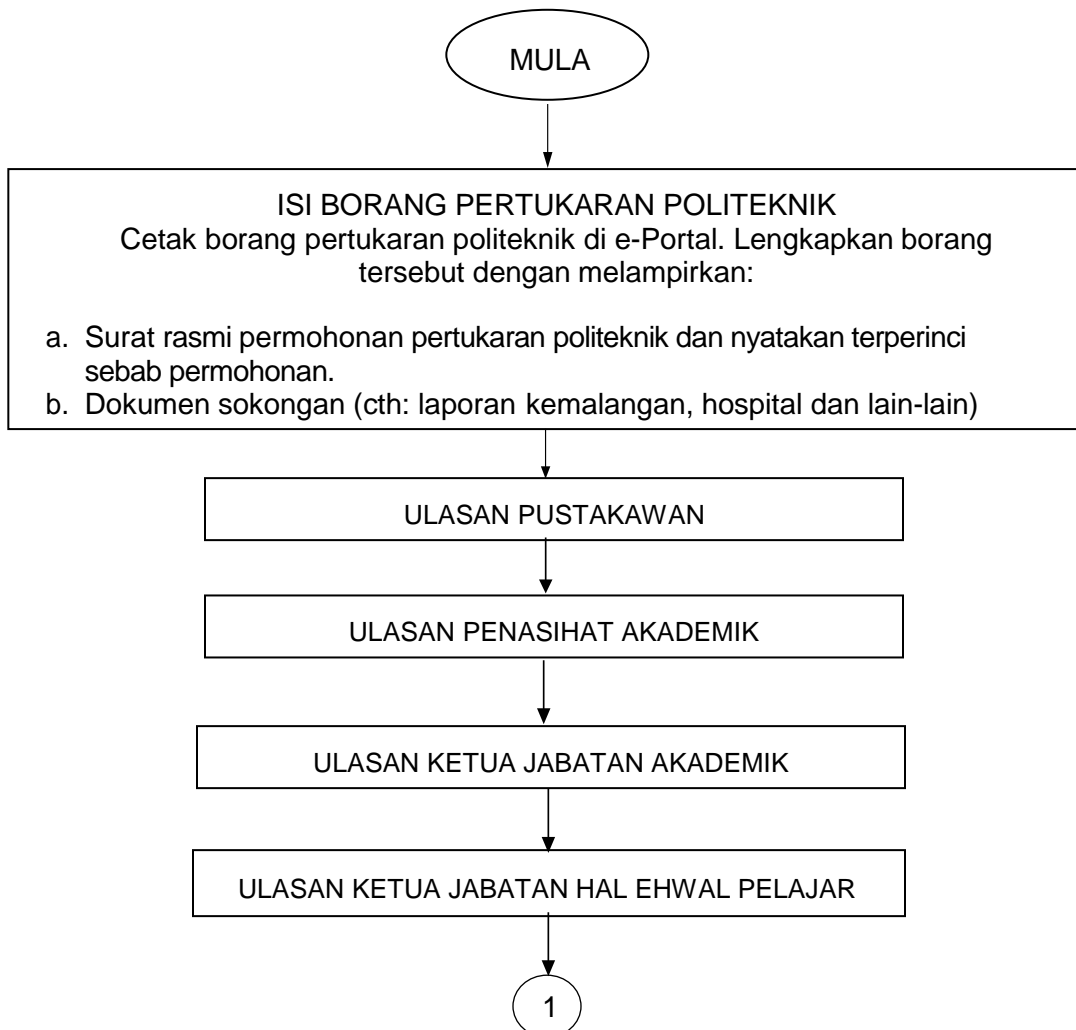 MULA
ISI BORANG PERTUKARAN POLITEKNIK
Cetak borang pertukaran politeknik di e-Portal. Lengkapkan borang
tersebut dengan melampirkan:
a. Surat rasmi permohonan pertukaran politeknik dan nyatakan terperinci
sebab permohonan.
b. Dokumen sokongan (cth: laporan kemalangan, hospital dan lain-lain)
ULASAN PUSTAKAWAN
ULASAN PENASIHAT AKADEMIK
ULASAN KETUA JABATAN AKADEMIK
ULASAN KETUA JABATAN HAL EHWAL PELAJAR
1